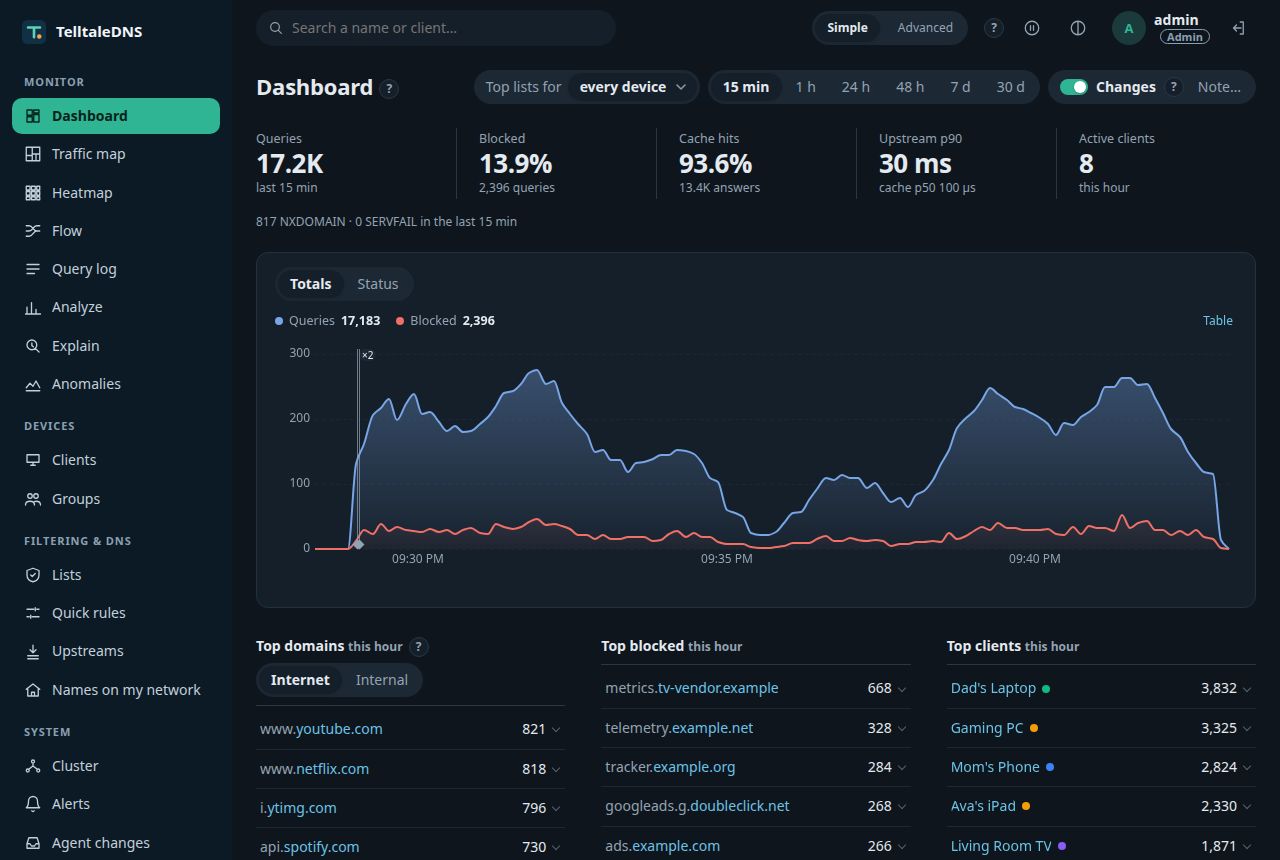 TelltaleDNS
MONITOR
Dashboard
Traffic map
Heatmap
Flow
Query log
Analyze
Explain
Anomalies
DEVICES
Clients
Groups
FILTERING & DNS
Lists
Quick rules
Upstreams
Names on my network
SYSTEM
Cluster
Alerts
Agent changes
Search a name or client...
Simple Advanced ? A admin
Admin
Dashboard ? Top lists for every device 15 min 1 h 24 h 48 h 7 d 30 d Changes ? Note...
Queries
17.2K
last 15 min
Blocked
13.9%
2,396 queries
Cache hits
93.6%
13.4K answers
Upstream p90
30 ms
cache p50 100 µs
Active clients
8
this hour
817 NXDOMAIN · 0 SERVFAIL in the last 15 min
Totals Status
Queries 17,183 Blocked 2,396 Table
300
×2
200
100
0
09:30 PM 09:35 PM 09:40 PM
Top domains this hour ?
Internet Internal
www.youtube.com 821
www.netflix.com 818
i.ytimg.com 796
api.spotify.com 730
Top blocked this hour
metrics.tv-vendor.example 668
telemetry.example.net 328
tracker.example.org 284
googleads.g.doubleclick.net 268
ads.example.com 266
Top clients this hour
Dad's Laptop 3,832
Gaming PC 3,325
Mom's Phone 2,824
Ava's iPad 2,330
Living Room TV 1,871